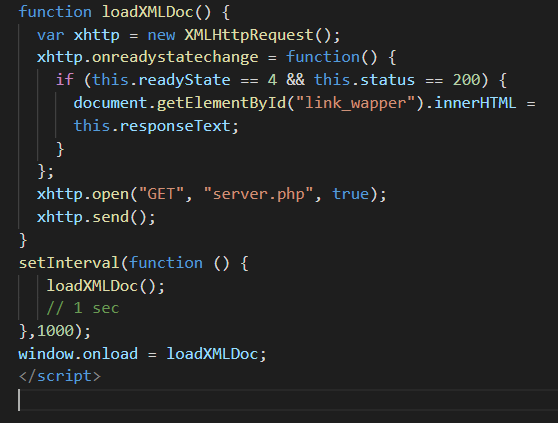 function loadXMLDoc() {
var xhttp = new XMLHttpRequest();
xhttp.onreadystatechange = function() {
if (this.readyState == 4 && this.status == 200) {
document.getElementById("link_wapper").innerHTML =
this.responseText;
}
};
xhttp.open("GET", "server.php", true);
xhttp.send();
}
setInterval(function () {
loadXMLDoc();
// 1 sec
},1000);
window.onload = loadXMLDoc;
</script>